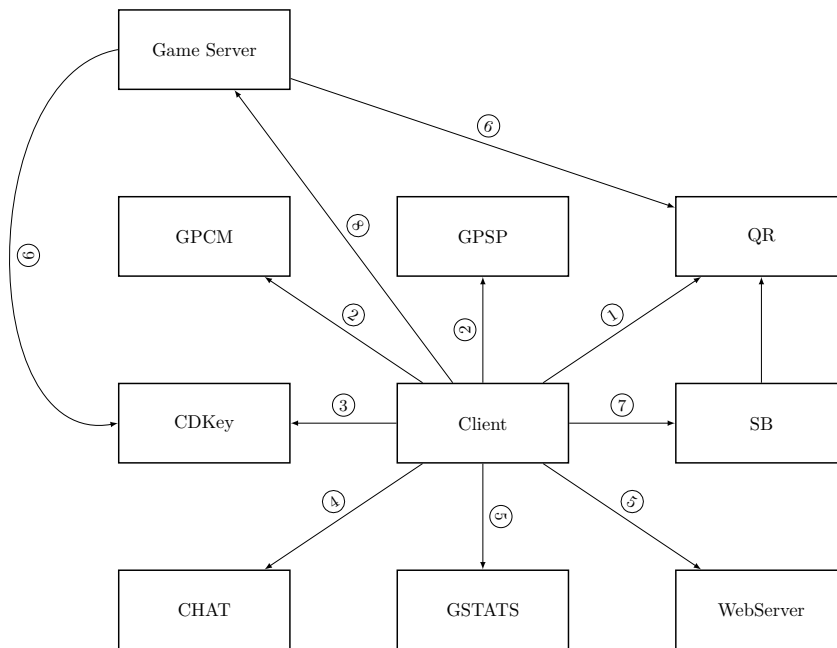 Game Server
6
8
GPCM
GPSP
QR
6
2
2
1
CDKey
3
Client
7
SB
4
5
5
CHAT
GSTATS
WebServer